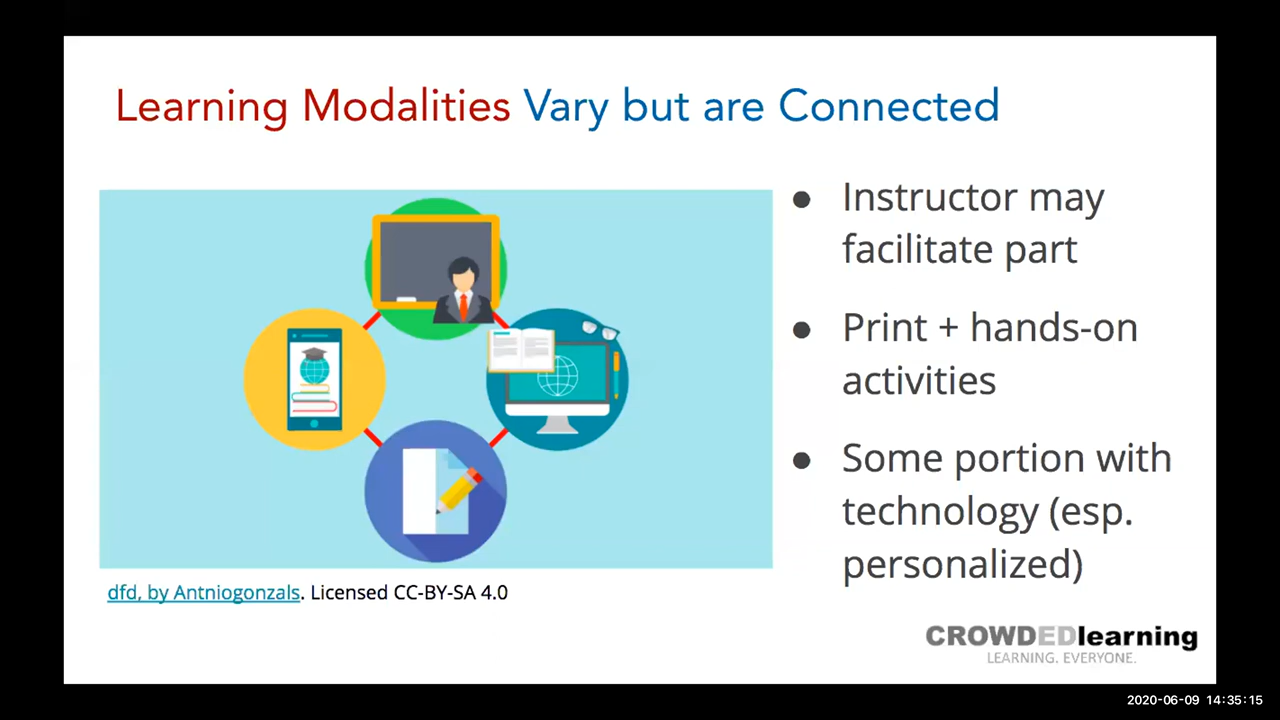 Learning Modalities Vary but are Connected
● Instructor may
facilitate part
● Print + hands-on
activities
● Some portion with
technology (esp.
personalized)
dfd, by Antniogonzals. Licensed CC-BY-SA 4.0
CROWDEDlearning
LEARNING. EVERYONE.
2020-06-09 14:35:15